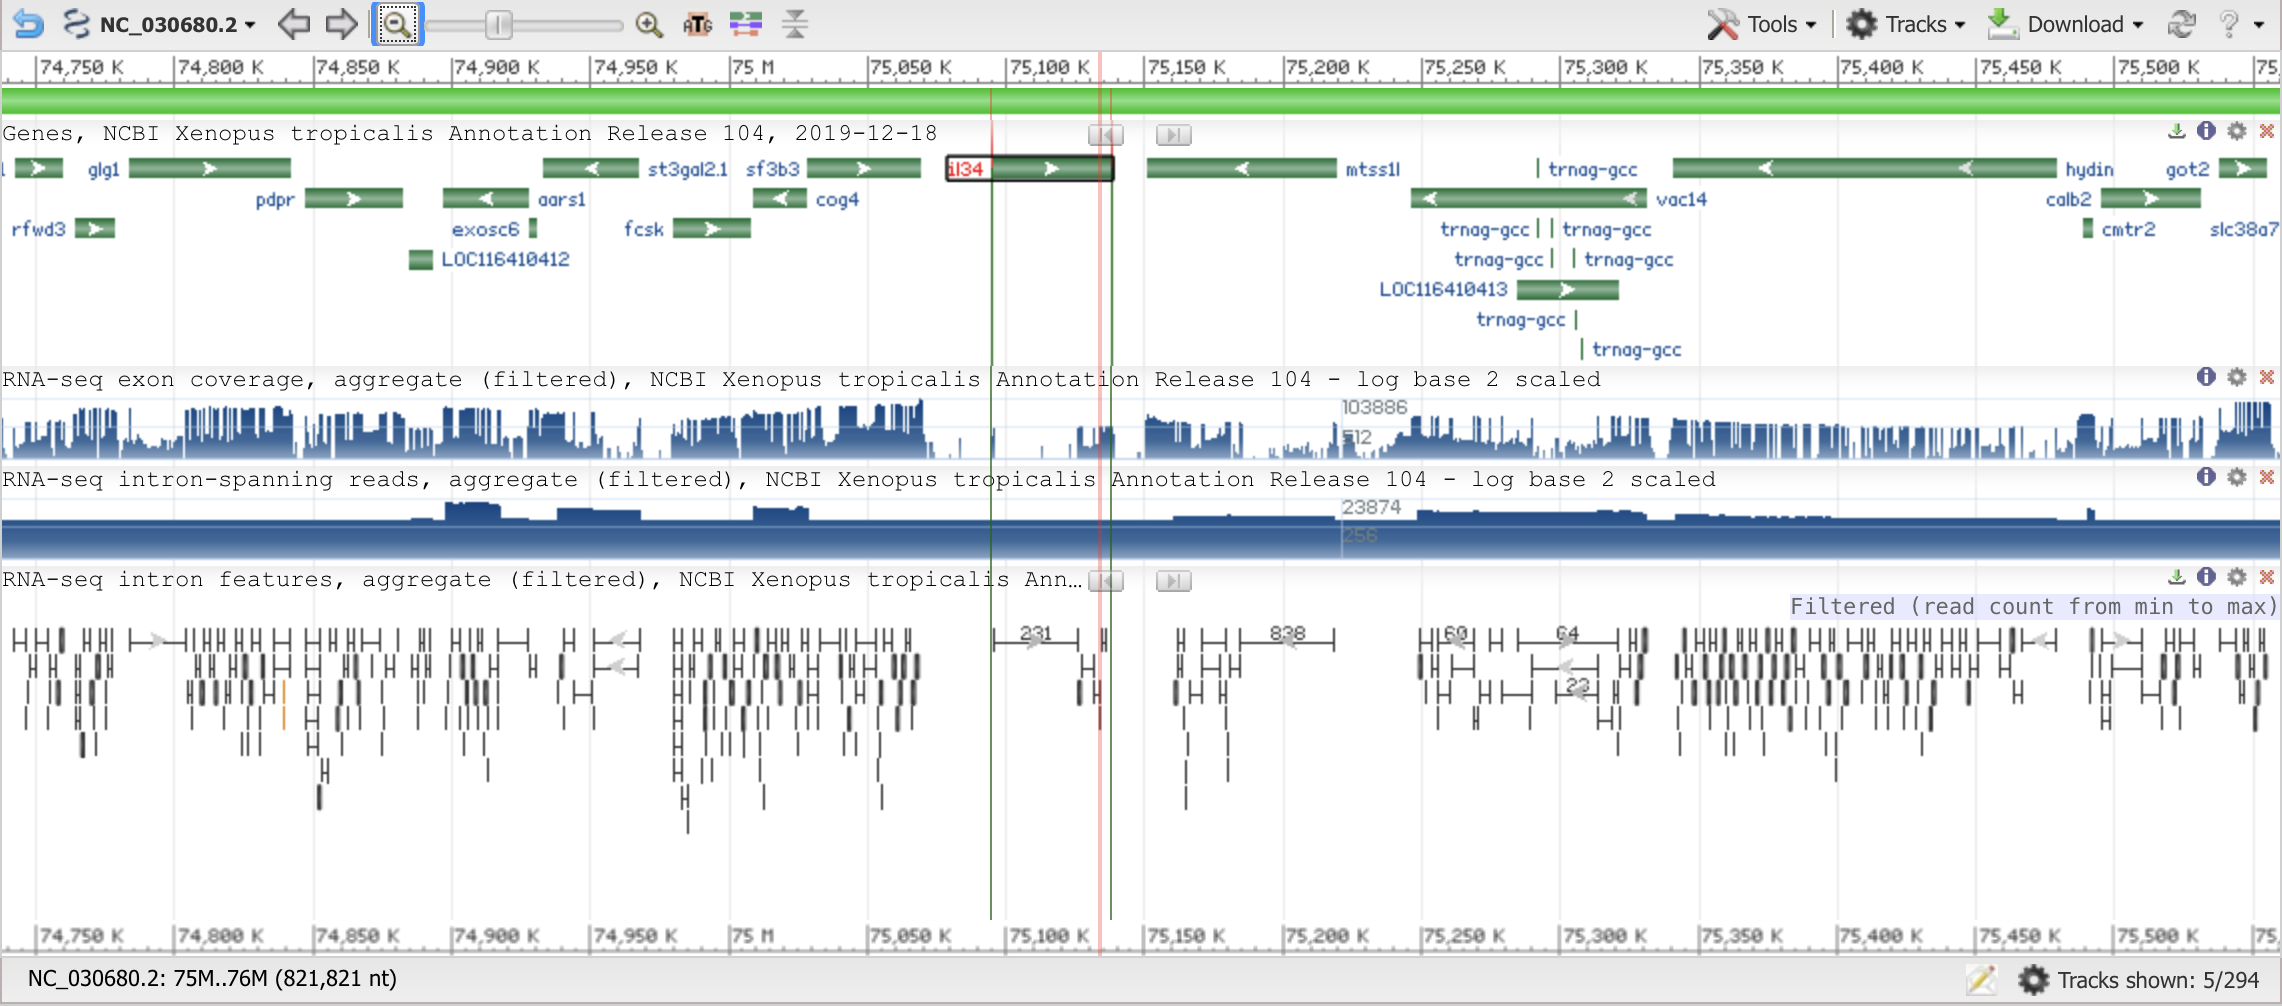 NC_030680.2 ATG Tools Tracks Download ?
74,750 K 74,800 K 74,850 K 74,900 K 74,950 K 75 M 75,050 K 75,100 K 75,150 K 75,200 K 75,250 K 75,300 K 75,350 K 75,400 K 75,450 K 75,500 K 75,
Genes, NCBI Xenopus tropicalis Annotation Release 104, 2019-12-18
glg1 st3gal2.1 sf3b3 il34 mtss1l trnag-gcc hydin got2
pdpr aars1 cog4 vac14 calb2
rfwd3 exosc6 fcsk trnag-gcc trnag-gcc cmtr2 slc38a7
LOC116410412 trnag-gcc trnag-gcc
LOC116410413
trnag-gcc
trnag-gcc
RNA-seq exon coverage, aggregate (filtered), NCBI Xenopus tropicalis Annotation Release 104 - log base 2 scaled
103886
512
RNA-seq intron-spanning reads, aggregate (filtered), NCBI Xenopus tropicalis Annotation Release 104 - log base 2 scaled
23874
256
RNA-seq intron features, aggregate (filtered), NCBI Xenopus tropicalis Ann...
Filtered (read count from min to max)
231 838 60 64
23
74,750 K 74,800 K 74,850 K 74,900 K 74,950 K 75 M 75,050 K 75,100 K 75,150 K 75,200 K 75,250 K 75,300 K 75,350 K 75,400 K 75,450 K 75,500 K 75,
NC_030680.2: 75M..76M (821,821 nt) Tracks shown: 5/294